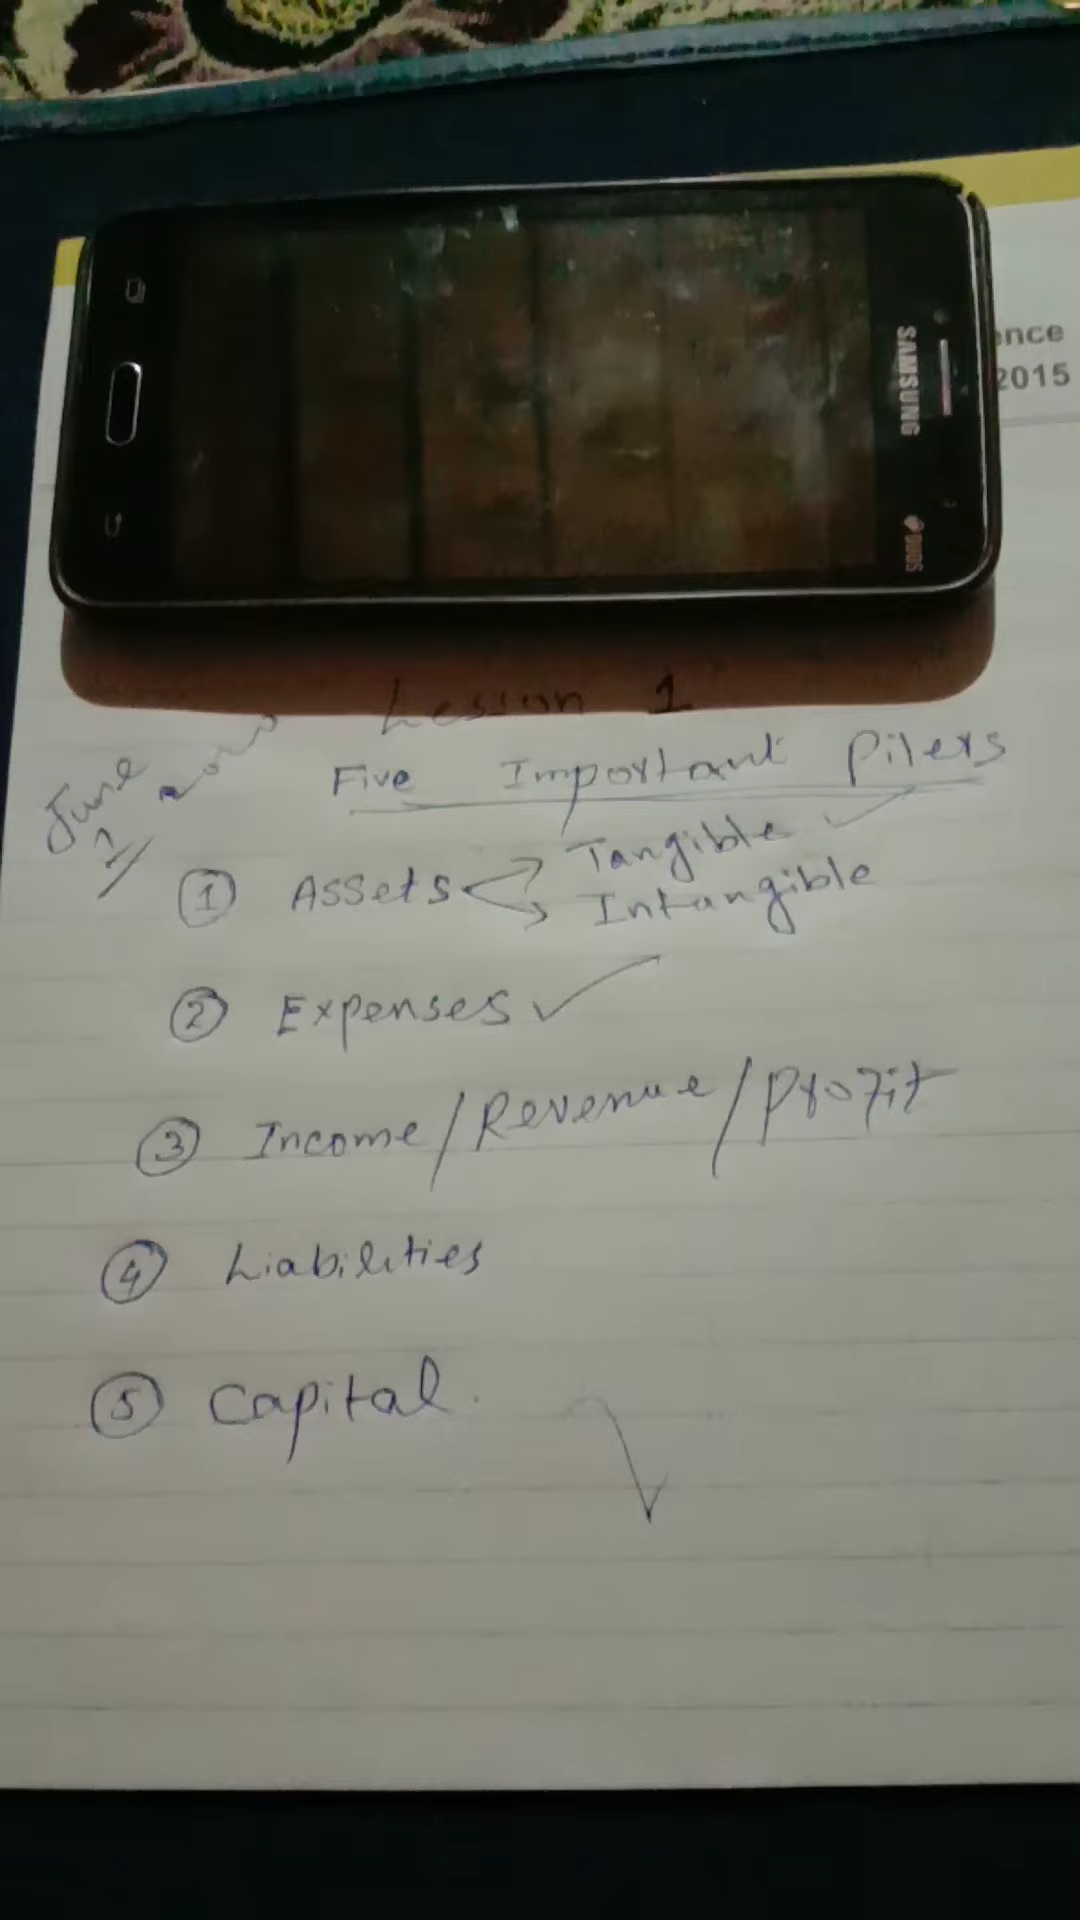 ence
2015
SAMSUNG
DUOS
Lesson 1
June
Five Important Pilers
① Assets Tangible
Intangible
② Expenses
③ Income/Revenue/Profit
④ Liabilities
⑤ Capital.